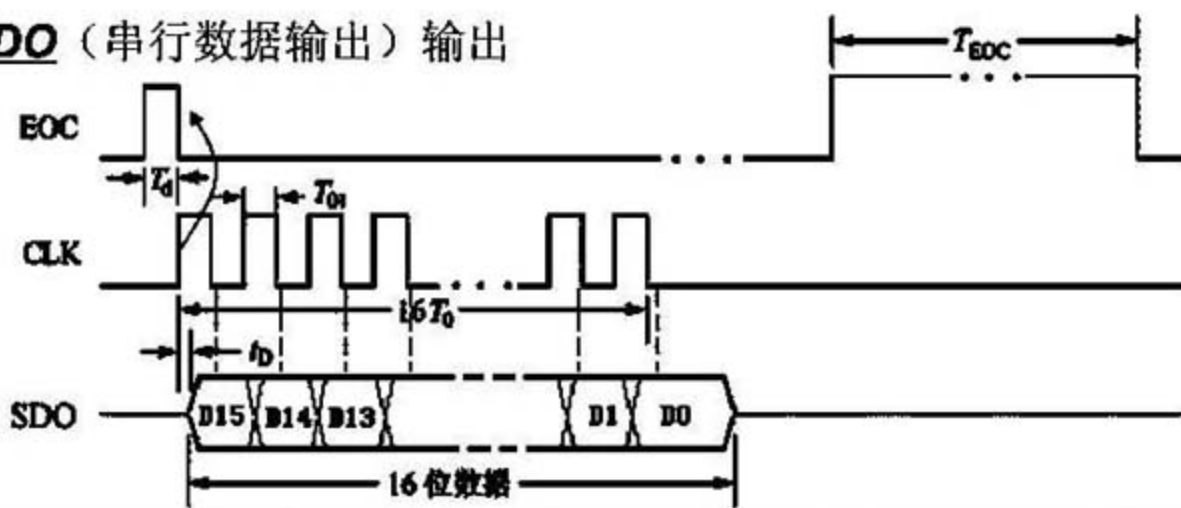 DO（串行数据输出）输出
T_EOC
EOC
T_d
T_01
CLK
16T_0
t_D
SDO
D15
D14
D13
D1
D0
16位数据